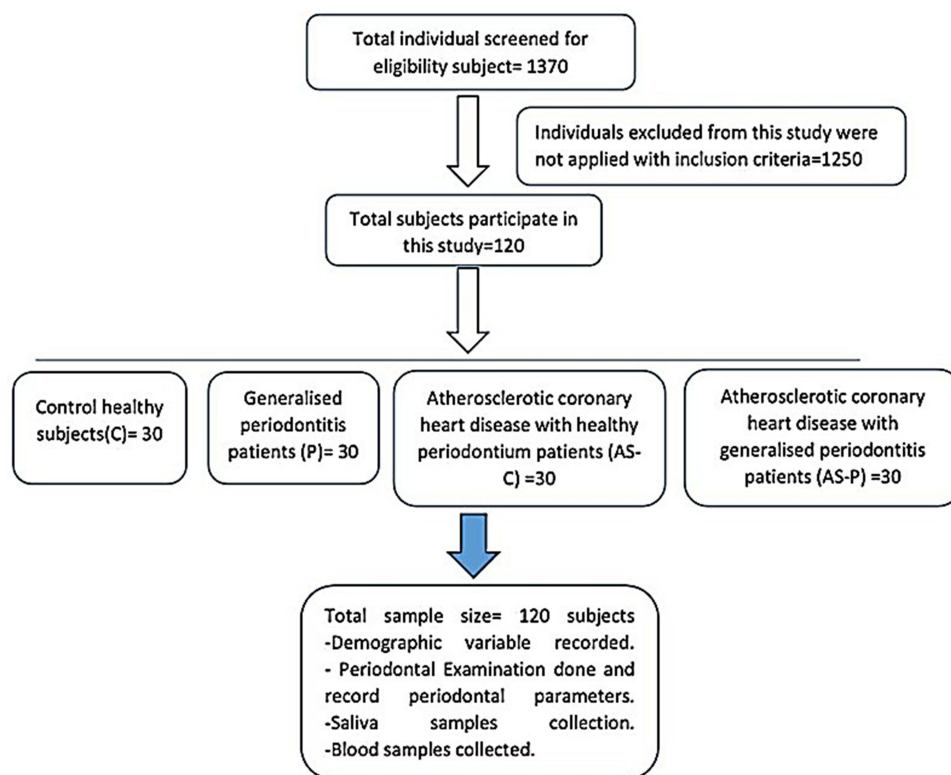 Total individual screened for
eligibility subject= 1370
Individuals excluded from this study were
not applied with inclusion criteria=1250
Total subjects participate in
this study=120
Control healthy
subjects(C)= 30
Generalised
periodontitis
patients (P)= 30
Atherosclerotic coronary
heart disease with healthy
periodontium patients (AS-
C) =30
Atherosclerotic coronary
heart disease with
generalised periodontitis
patients (AS-P) =30
Total sample size= 120 subjects
-Demographic variable recorded.
- Periodontal Examination done and
record periodontal parameters.
-Saliva samples collection.
-Blood samples collected.